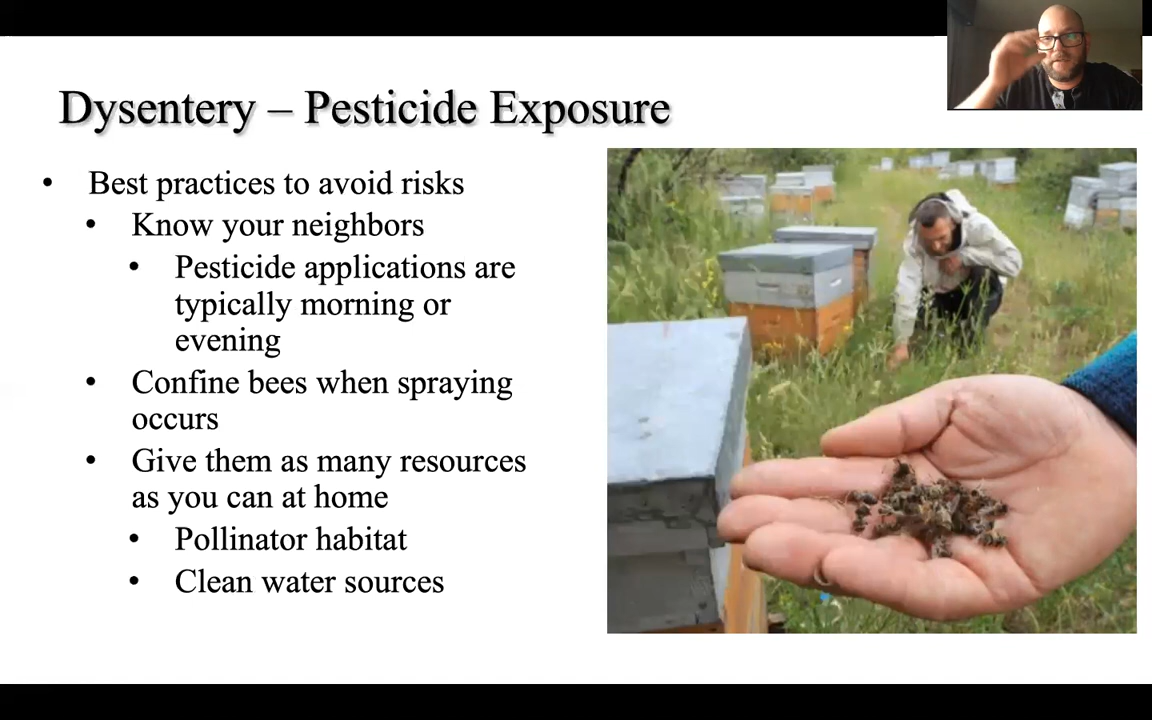 Dysentery – Pesticide Exposure
• Best practices to avoid risks
• Know your neighbors
• Pesticide applications are
typically morning or
evening
• Confine bees when spraying
occurs
• Give them as many resources
as you can at home
• Pollinator habitat
• Clean water sources